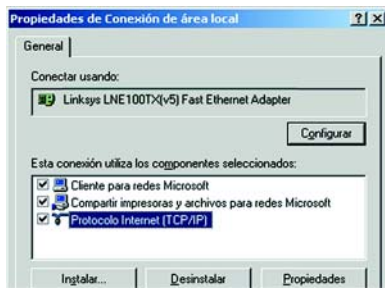 Propiedades de Conexión de área local
General
Conectar usando:
Linksys LNE100TX(v5) Fast Ethernet Adapter
Configurar
Esta conexión utiliza los componentes seleccionados:
Cliente para redes Microsoft
Compartir impresoras y archivos para redes Microsoft
Protocolo Internet (TCP/IP)
Instalar... Desinstalar Propiedades